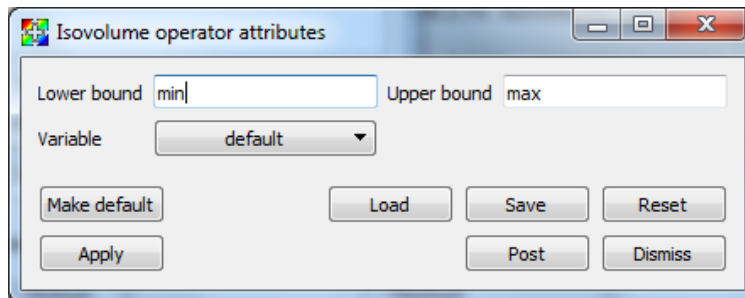 Isovolume operator attributes
Lower bound min Upper bound max
Variable default
Make default Load Save Reset
Apply Post Dismiss